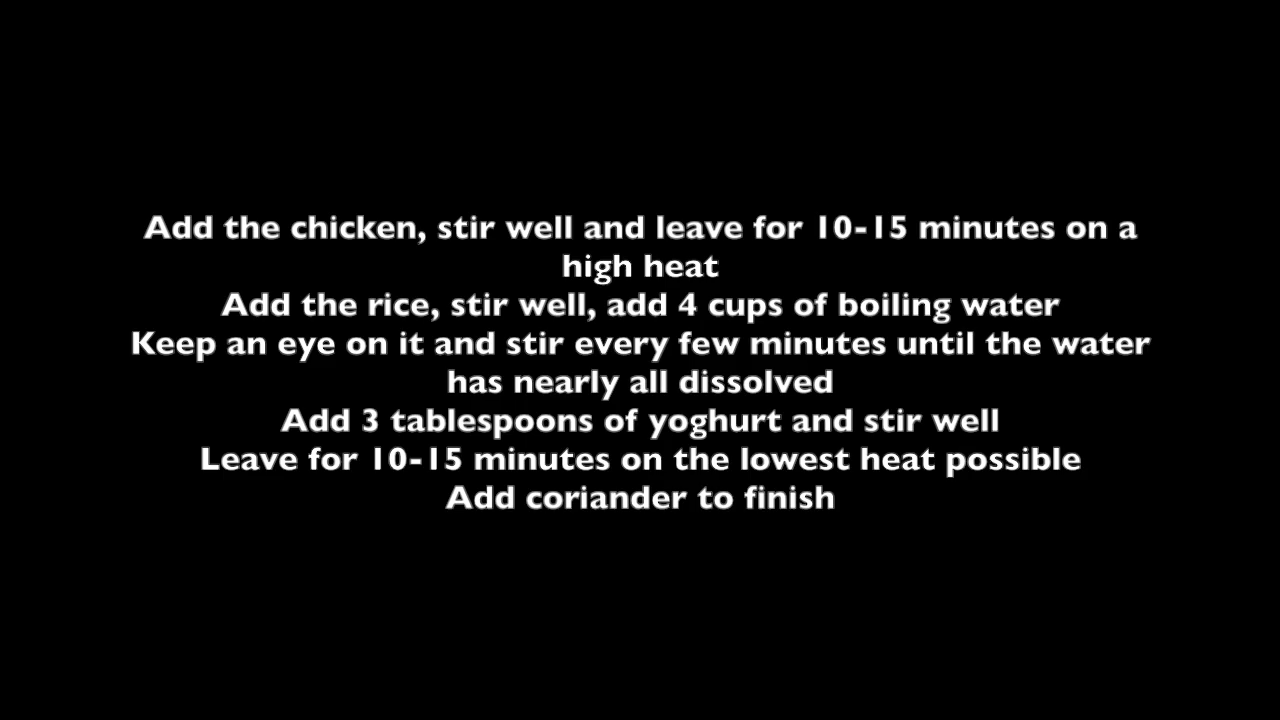 Add the chicken, stir well and leave for 10-15 minutes on a
high heat
Add the rice, stir well, add 4 cups of boiling water
Keep an eye on it and stir every few minutes until the water
has nearly all dissolved
Add 3 tablespoons of yoghurt and stir well
Leave for 10-15 minutes on the lowest heat possible
Add coriander to finish